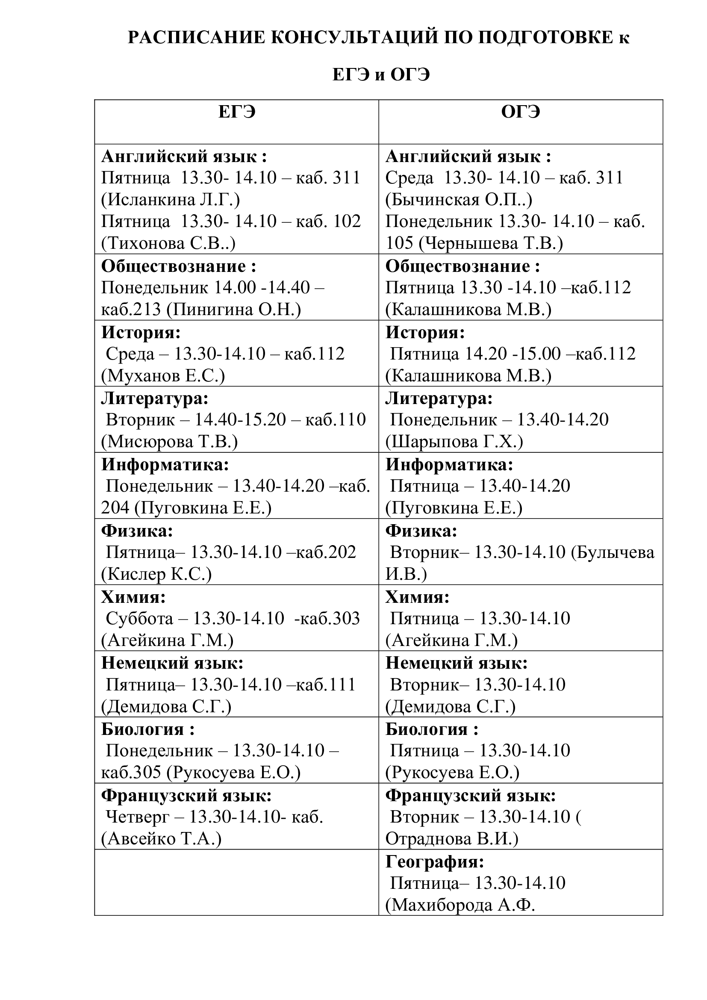 РАСПИСАНИЕ КОНСУЛЬТАЦИЙ ПО ПОДГОТОВКЕ к
ЕГЭ и ОГЭ
ЕГЭ
ОГЭ
Английский язык :
Пятница  13.30- 14.10 – каб. 311
(Исланкина Л.Г.)
Пятница  13.30- 14.10 – каб. 102
(Тихонова С.В..)
Английский язык :
Среда  13.30- 14.10 – каб. 311
(Бычинская О.П..)
Понедельник 13.30- 14.10 – каб.
105 (Чернышева Т.В.)
Обществознание :
Понедельник 14.00 -14.40 –
каб.213 (Пинигина О.Н.)
Обществознание :
Пятница 13.30 -14.10 –каб.112
(Калашникова М.В.)
История:
Среда – 13.30-14.10 – каб.112
(Муханов Е.С.)
История:
Пятница 14.20 -15.00 –каб.112
(Калашникова М.В.)
Литература:
Вторник – 14.40-15.20 – каб.110
(Мисюрова Т.В.)
Литература:
Понедельник – 13.40-14.20
(Шарыпова Г.Х.)
Информатика:
Понедельник – 13.40-14.20 –каб.
204 (Пуговкина Е.Е.)
Информатика:
Пятница – 13.40-14.20
(Пуговкина Е.Е.)
Физика:
Пятница– 13.30-14.10 –каб.202
(Кислер К.С.)
Физика:
Вторник– 13.30-14.10 (Булычева
И.В.)
Химия:
Суббота – 13.30-14.10  -каб.303
(Агейкина Г.М.)
Химия:
Пятница – 13.30-14.10
(Агейкина Г.М.)
Немецкий язык:
Пятница– 13.30-14.10 –каб.111
(Демидова С.Г.)
Немецкий язык:
Вторник– 13.30-14.10
(Демидова С.Г.)
Биология :
Понедельник – 13.30-14.10 –
каб.305 (Рукосуева Е.О.)
Биология :
Пятница – 13.30-14.10
(Рукосуева Е.О.)
Французский язык:
Четверг – 13.30-14.10- каб.
(Авсейко Т.А.)
Французский язык:
Вторник – 13.30-14.10 (
Отраднова В.И.)
География:
Пятница– 13.30-14.10
(Махиборода А.Ф.